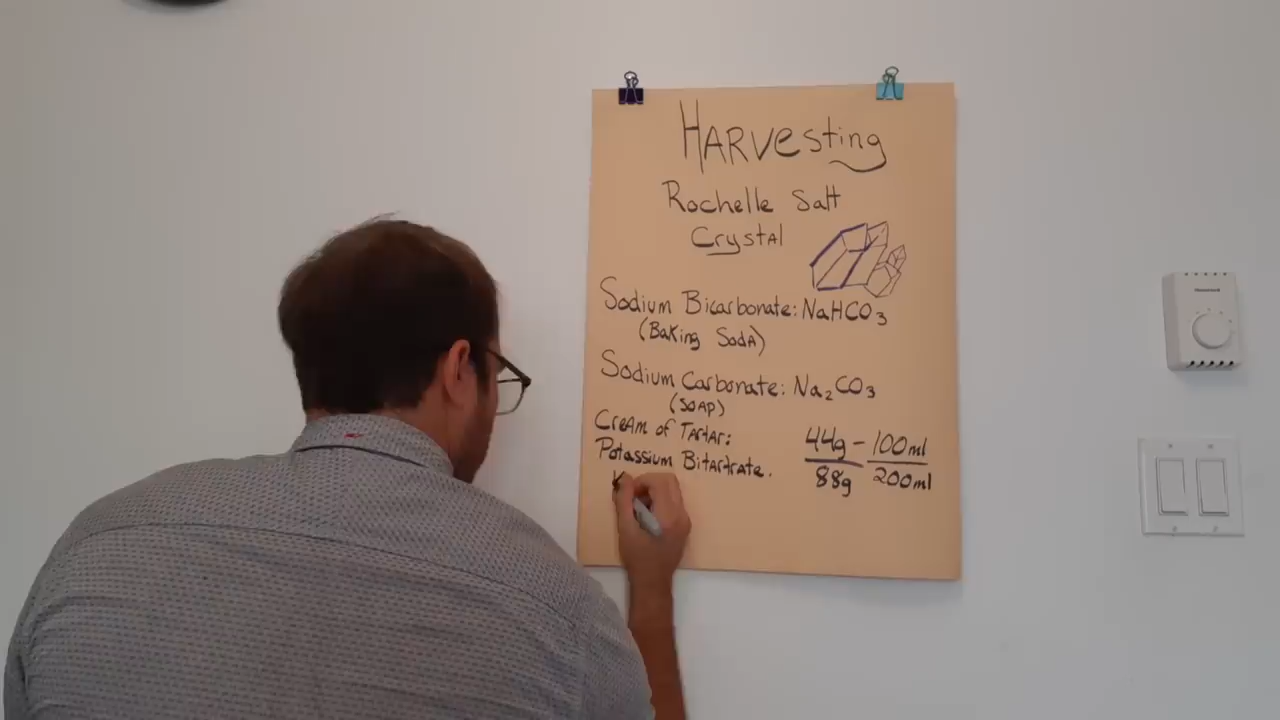 HARVesting
Rochelle Salt
Crystal
Sodium Bicarbonate: NaHCO₃
(Baking Soda)
Sodium Carbonate: Na₂CO₃
(SOAP)
Cream of Tartar:
Potassium Bitartrate.
K
44g - 100ml
88g 200ml
Honeywell